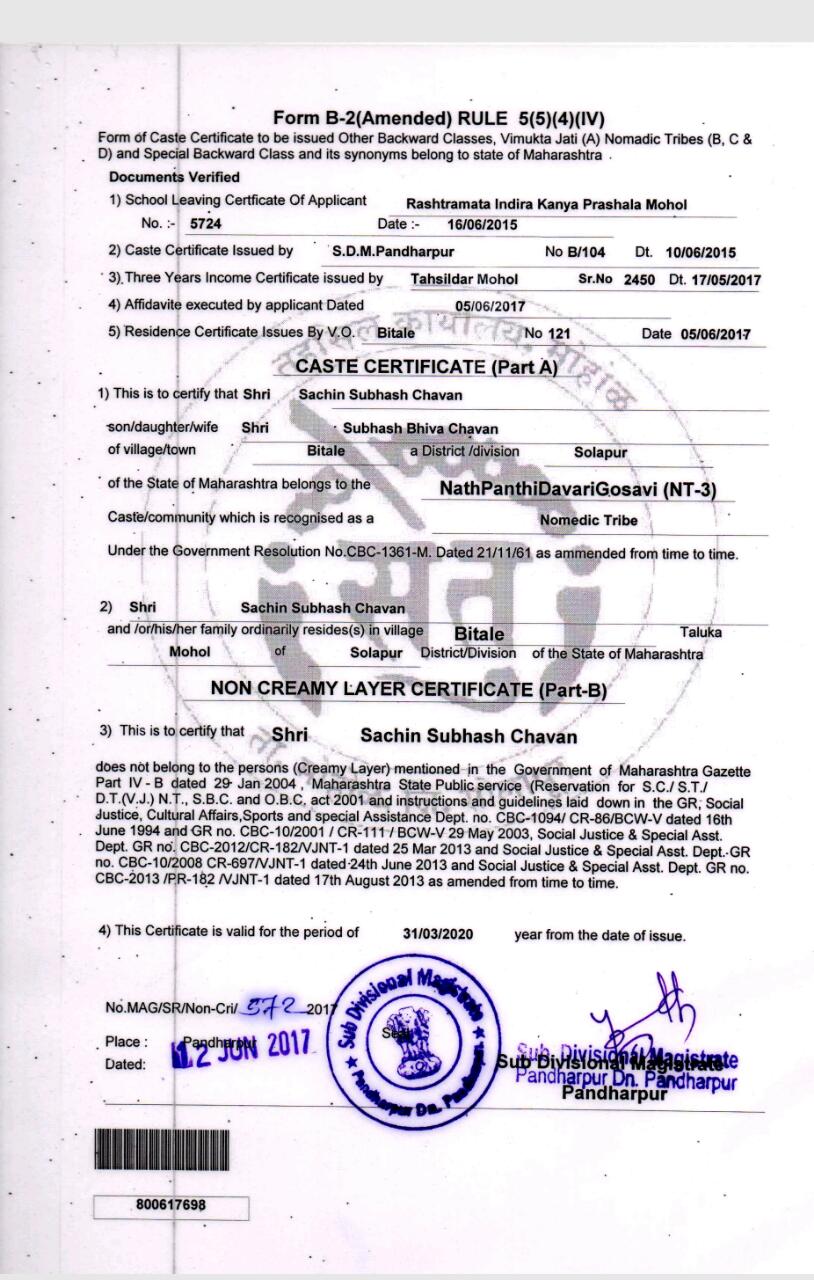 Form B-2(Amended) RULE 5(5)(4)(IV)
Form of Caste Certificate to be issued Other Backward Classes, Vimukta Jati (A) Nomadic Tribes (B, C &
D) and Special Backward Class and its synonyms belong to state of Maharashtra .
Documents Verified
1) School Leaving Certficate Of Applicant Rashtramata Indira Kanya Prashala Mohol
No. :- 5724 Date :- 16/06/2015
2) Caste Certificate Issued by S.D.M.Pandharpur No B/104 Dt. 10/06/2015
3) Three Years Income Certificate issued by Tahsildar Mohol Sr.No 2450 Dt. 17/05/2017
4) Affidavite executed by applicant Dated 05/06/2017
5) Residence Certificate Issues By V.O. Bitale No 121 Date 05/06/2017
तहसिल कार्यालय, मोहोळ
CASTE CERTIFICATE (Part A)
1) This is to certify that Shri Sachin Subhash Chavan
son/daughter/wife Shri Subhash Bhiva Chavan
of village/town Bitale a District /division Solapur
of the State of Maharashtra belongs to the NathPanthiDavariGosavi (NT-3)
Caste/community which is recognised as a Nomedic Tribe
Under the Government Resolution No.CBC-1361-M. Dated 21/11/61 as ammended from time to time.
सेतु
2) Shri Sachin Subhash Chavan
and /or/his/her family ordinarily resides(s) in village Bitale Taluka
Mohol of Solapur District/Division of the State of Maharashtra
NON CREAMY LAYER CERTIFICATE (Part-B)
3) This is to certify that Shri Sachin Subhash Chavan
does not belong to the persons (Creamy Layer) mentioned in the Government of Maharashtra Gazette
Part IV - B dated 29 Jan 2004 , Maharashtra State Public service (Reservation for S.C./ S.T./
D.T.(V.J.) N.T., S.B.C. and O.B.C, act 2001 and instructions and guidelines laid down in the GR, Social
Justice, Cultural Affairs,Sports and special Assistance Dept. no. CBC-1094/ CR-86/BCW-V dated 16th
June 1994 and GR no. CBC-10/2001 / CR-111 / BCW-V 29 May 2003, Social Justice & Special Asst.
Dept. GR no. CBC-2012/CR-182/VJNT-1 dated 25 Mar 2013 and Social Justice & Special Asst. Dept. GR
no. CBC-10/2008 CR-697/VJNT-1 dated 24th June 2013 and Social Justice & Special Asst. Dept. GR no.
CBC-2013 /PR-182 /VJNT-1 dated 17th August 2013 as amended from time to time.
4) This Certificate is valid for the period of 31/03/2020 year from the date of issue.
No.MAG/SR/Non-Cri/ 572 2017
Place : Pandharpur
Dated: 12 JUN 2017
Seal
Sub Divisional Magistrate
Pandharpur Dn. Pandharpur
Sub Divisional Magistrate
Pandharpur Dn. Pandharpur
Sub Divisional Magistrate
Pandharpur
800617698